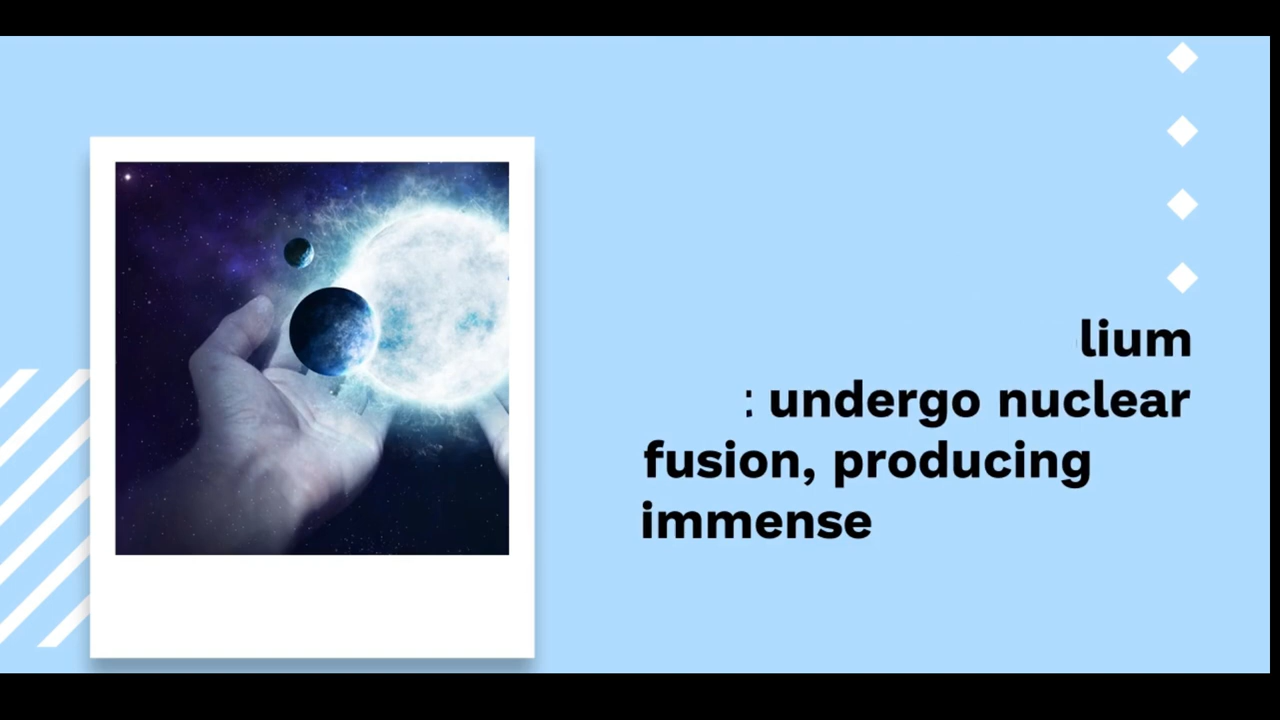 lium
: undergo nuclear
fusion, producing
immense